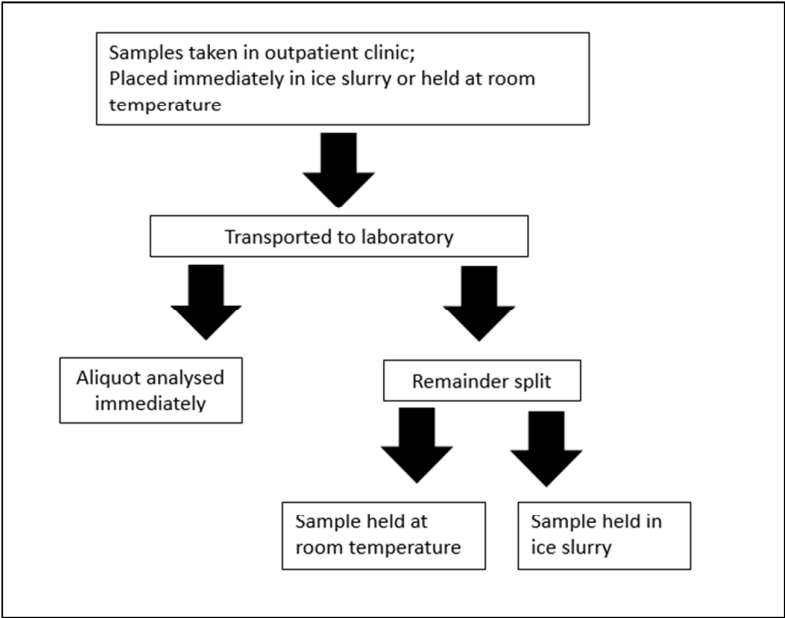 Samples taken in outpatient clinic;
Placed immediately in ice slurry or held at room
temperature
Transported to laboratory
Aliquot analysed
immediately
Remainder split
Sample held at
room temperature
Sample held in
ice slurry